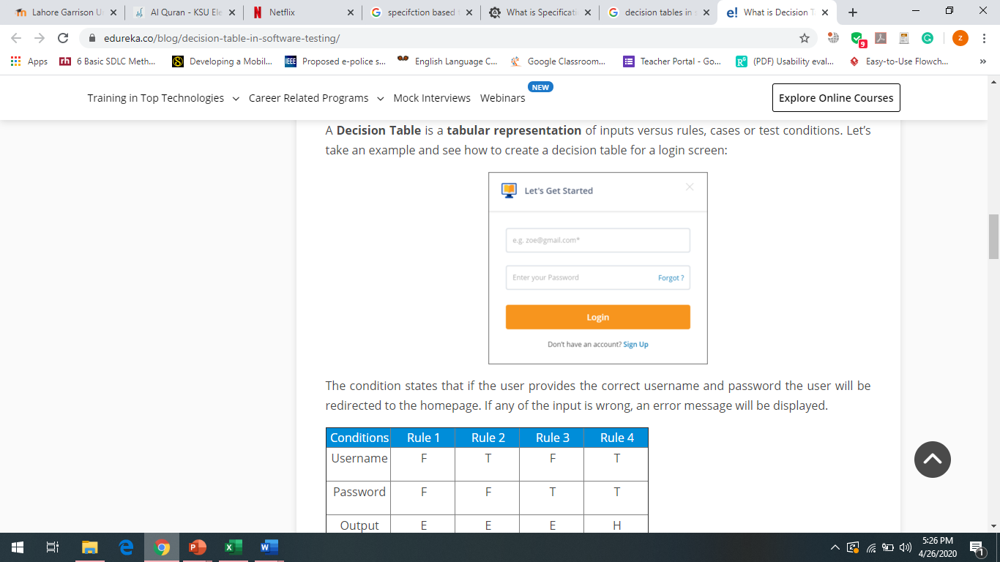 Lahore Garrison U
Al Quran - KSU Ele
Netflix
specifction based
What is Specificati
decision tables in s
What is Decision T
edureka.co/blog/decision-table-in-software-testing/
9
z
Apps
6 Basic SDLC Meth...
Developing a Mobil...
IEEE
Proposed e-police s...
English Language C...
Google Classroom...
Teacher Portal - Go...
(PDF) Usability eval...
Easy-to-Use Flowch...
»
NEW
Training in Top Technologies
Career Related Programs
Mock Interviews
Webinars
Explore Online Courses
A Decision Table is a tabular representation of inputs versus rules, cases or test conditions. Let's
take an example and see how to create a decision table for a login screen:
Let's Get Started
e.g. zoe@gmail.com*
Enter your Password Forgot ?
Login
Don't have an account? Sign Up
The condition states that if the user provides the correct username and password the user will be
redirected to the homepage. If any of the input is wrong, an error message will be displayed.
Conditions Rule 1 Rule 2 Rule 3 Rule 4
Username F T F T
Password F F T T
Output E E E H
5:26 PM
4/26/2020
1